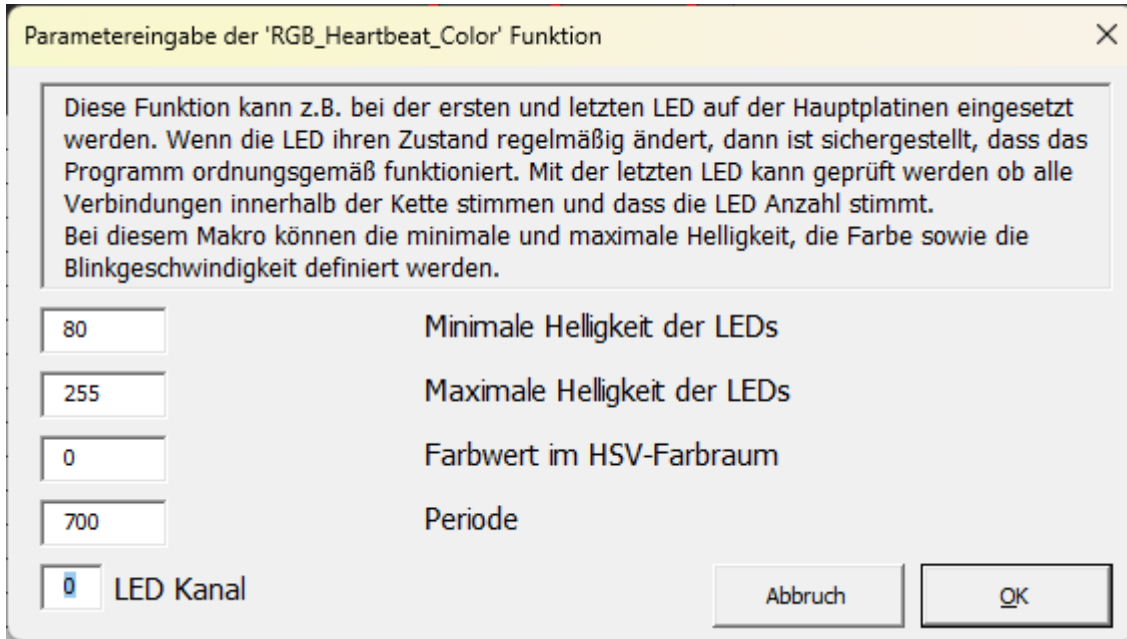 Parametereingabe der 'RGB_Heartbeat_Color' Funktion
Diese Funktion kann z.B. bei der ersten und letzten LED auf der Hauptplatinen eingesetzt
werden. Wenn die LED ihren Zustand regelmäßig ändert, dann ist sichergestellt, dass das
Programm ordnungsgemäß funktioniert. Mit der letzten LED kann geprüft werden ob alle
Verbindungen innerhalb der Kette stimmen und dass die LED Anzahl stimmt.
Bei diesem Makro können die minimale und maximale Helligkeit, die Farbe sowie die
Blinkgeschwindigkeit definiert werden.
80 Minimale Helligkeit der LEDs
255 Maximale Helligkeit der LEDs
0 Farbwert im HSV-Farbraum
700 Periode
0 LED Kanal Abbruch OK